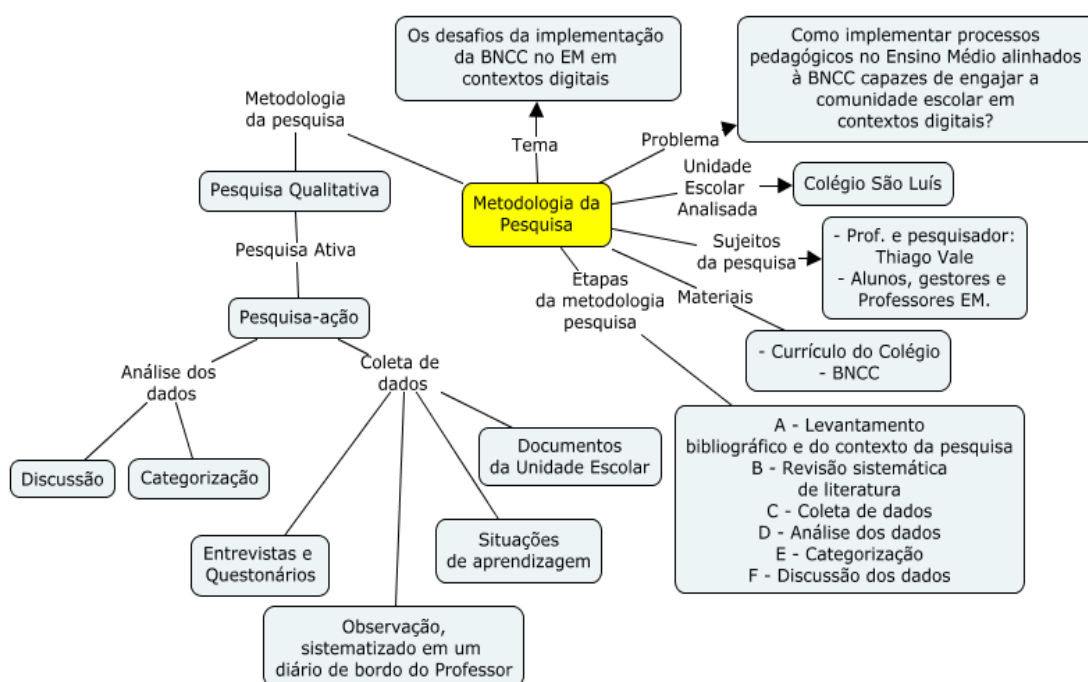 Os desafios da implementação
da BNCC no EM em
contextos digitais
Como implementar processos
pedagógicos no Ensino Médio alinhados
à BNCC capazes de engajar a
comunidade escolar em
contextos digitais?
Metodologia
da pesquisa
Tema
Problema
Pesquisa Qualitativa
Metodologia da
Pesquisa
Unidade
Escolar
Analisada
Colégio São Luís
Pesquisa Ativa
Sujeitos
da pesquisa
- Prof. e pesquisador:
Thiago Vale
- Alunos, gestores e
Professores EM.
Etapas
da metodologia
pesquisa
Materiais
Pesquisa-ação
- Currículo do Colégio
- BNCC
Análise dos
dados
Coleta de
dados
Discussão
Categorização
Documentos
da Unidade Escolar
A - Levantamento
bibliográfico e do contexto da pesquisa
B - Revisão sistemática
de literatura
C - Coleta de dados
D - Análise dos dados
E - Categorização
F - Discussão dos dados
Entrevistas e
Questonários
Situações
de aprendizagem
Observação,
sistematizado em um
diário de bordo do Professor